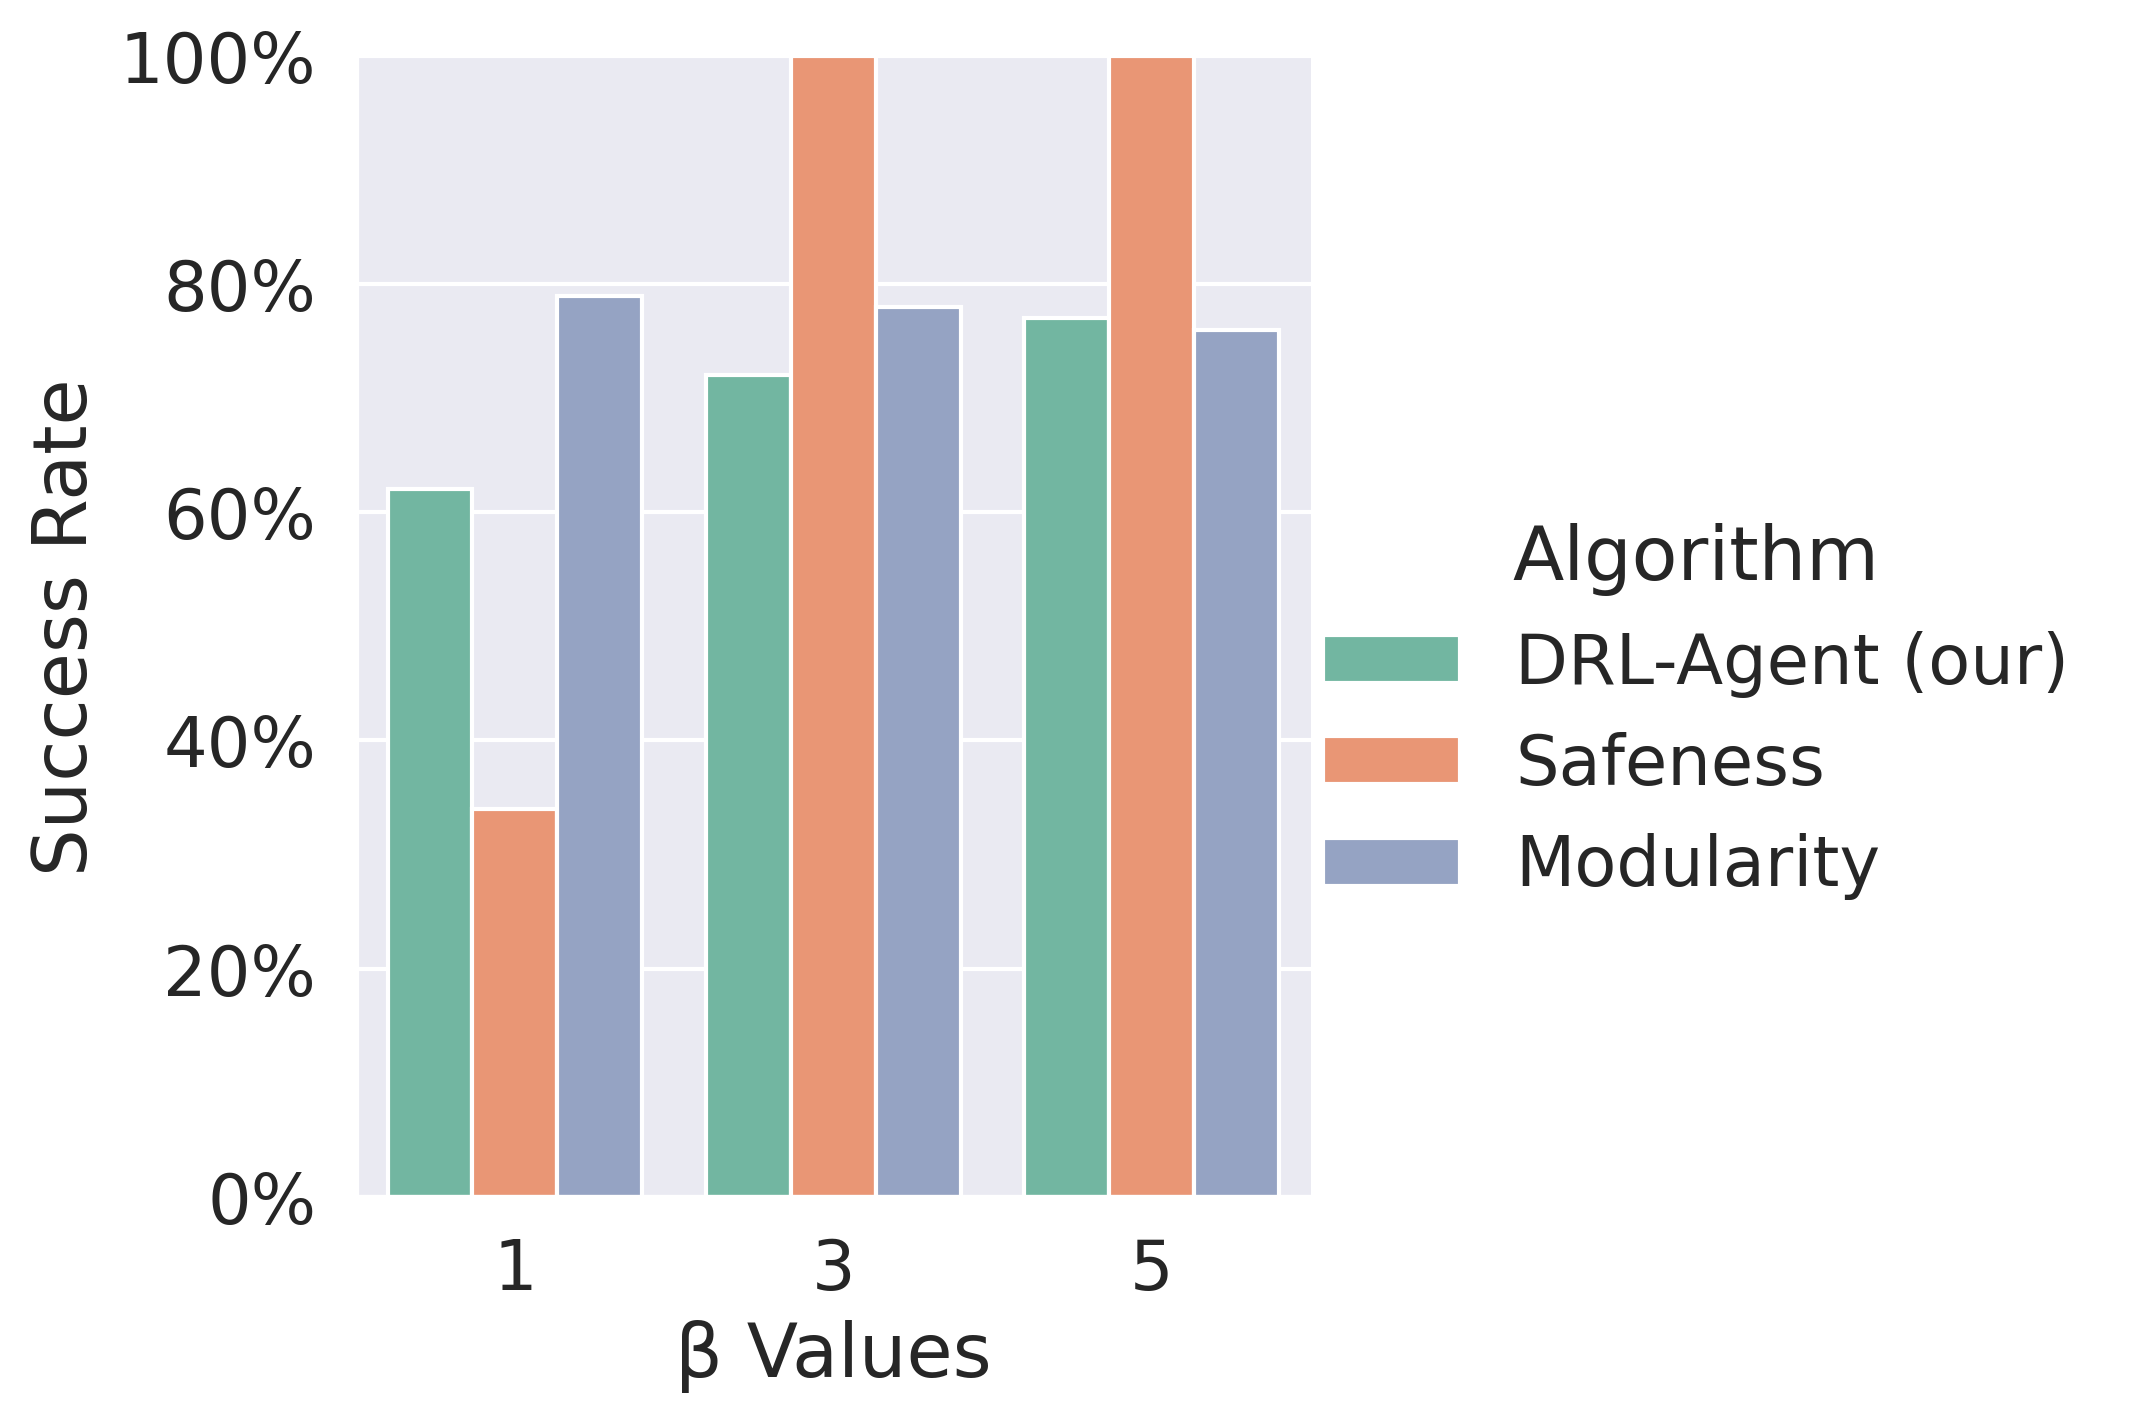 100%
80%
60%
40%
20%
0%
Success Rate
1 3 5
β Values
Algorithm
DRL-Agent (our)
Safeness
Modularity